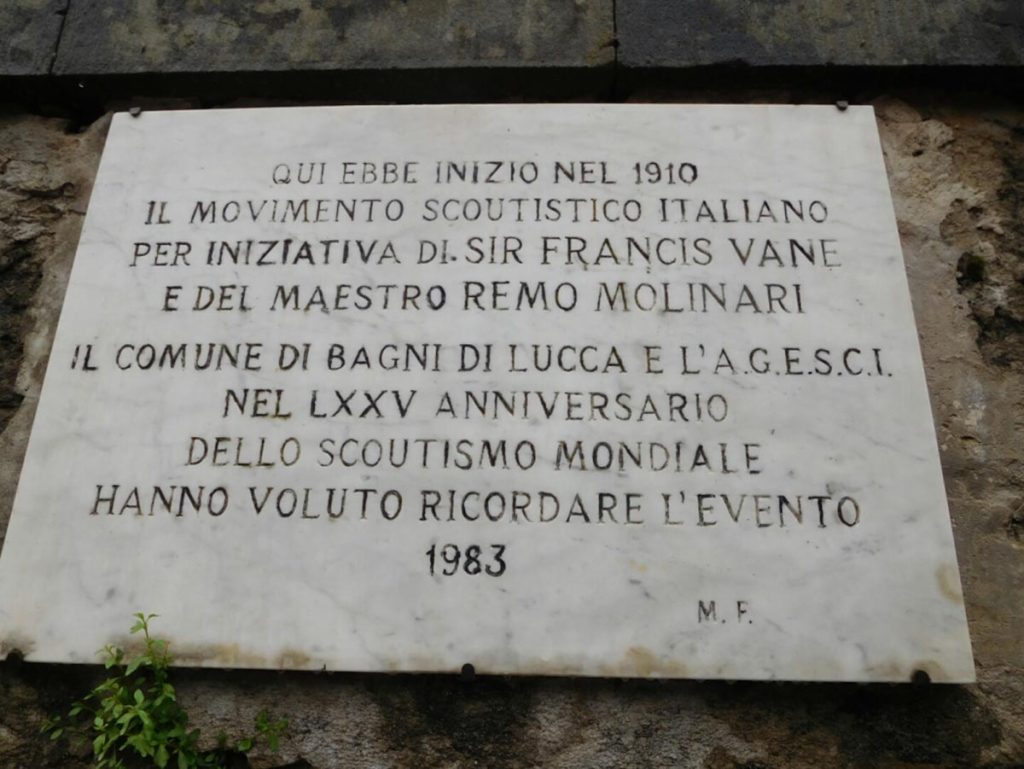 QUI EBBE INIZIO NEL 1910
IL MOVIMENTO SCOUTISTICO ITALIANO
PER INIZIATIVA DI SIR FRANCIS VANE
E DEL MAESTRO REMO MOLINARI
IL COMUNE DI BAGNI DI LUCCA E L'A.G.E.S.C.I.
NEL LXXV ANNIVERSARIO
DELLO SCOUTISMO MONDIALE
HANNO VOLUTO RICORDARE L'EVENTO
1983
M. F.